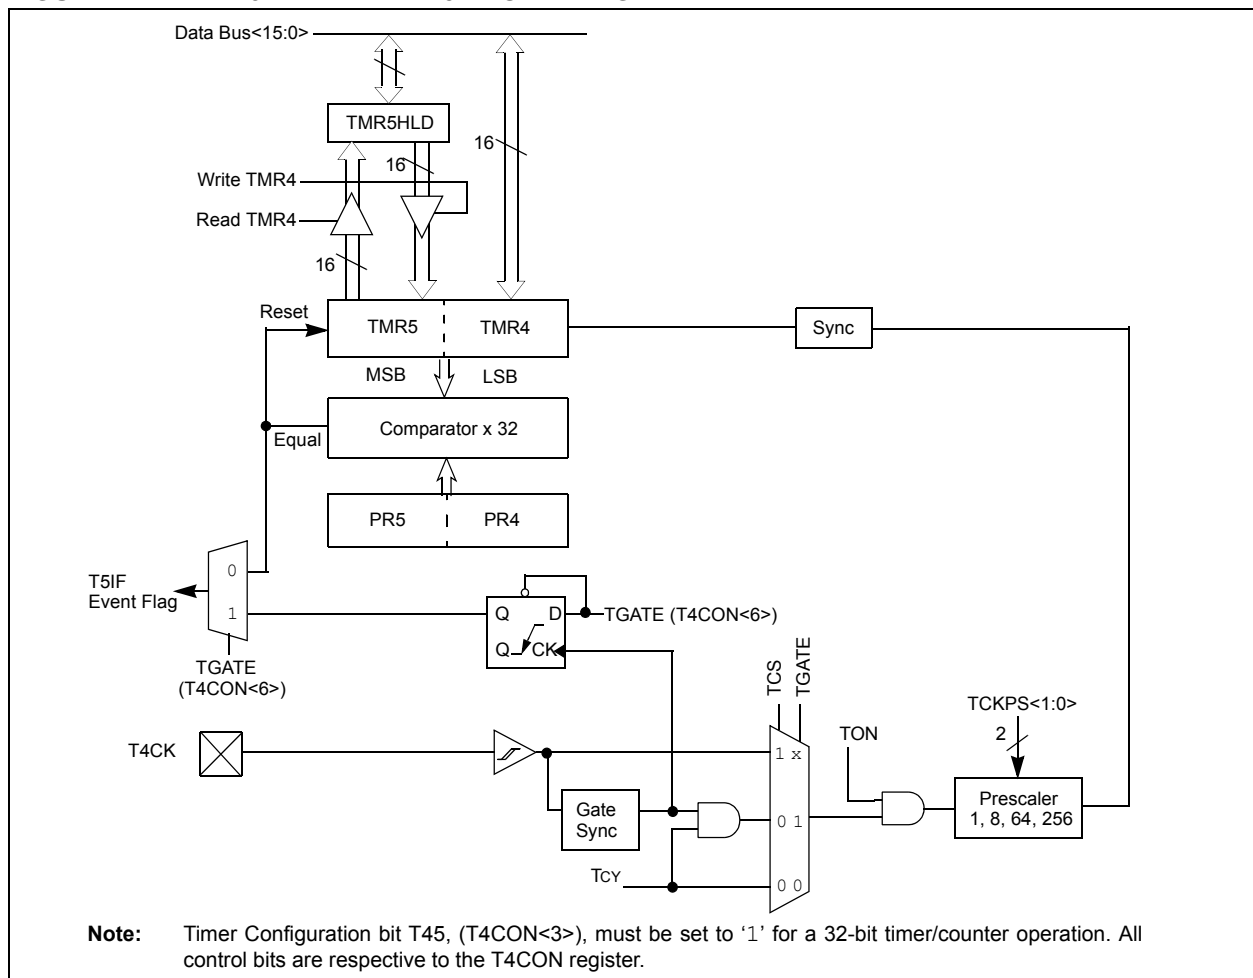 Data Bus<15:0>
TMR5HLD
16
16
Write TMR4
Read TMR4
16
Reset
TMR5
TMR4
Sync
MSB
LSB
Equal
Comparator x 32
PR5
PR4
0
1
T5IF
Event Flag
TGATE
(T4CON<6>)
Q
D
Q
CK
TGATE (T4CON<6>)
TCS
TGATE
T4CK
1 x
0 1
0 0
Gate
Sync
TCY
TON
TCKPS<1:0>
2
Prescaler
1, 8, 64, 256
Note: Timer Configuration bit T45, (T4CON<3>), must be set to ‘1’ for a 32-bit timer/counter operation. All
control bits are respective to the T4CON register.